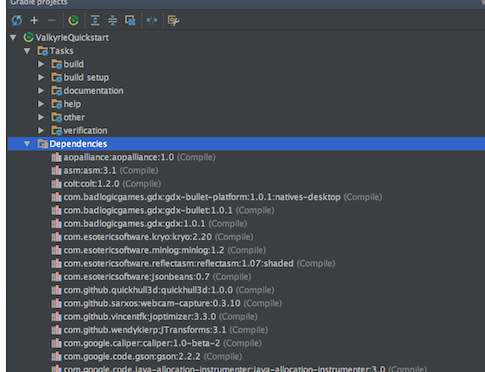 Gradle projects
ValkyrieQuickstart
Tasks
build
build setup
documentation
help
other
verification
Dependencies
aopalliance:aopalliance:1.0 (Compile)
asm:asm:3.1 (Compile)
colt:colt:1.2.0 (Compile)
com.badlogicgames.gdx:gdx-bullet-platform:1.0.1:natives-desktop (Compile)
com.badlogicgames.gdx:gdx-bullet:1.0.1 (Compile)
com.badlogicgames.gdx:gdx:1.0.1 (Compile)
com.esotericsoftware.kryo:kryo:2.20 (Compile)
com.esotericsoftware.minlog:minlog:1.2 (Compile)
com.esotericsoftware.reflectasm:reflectasm:1.07:shaded (Compile)
com.esotericsoftware:jsonbeans:0.7 (Compile)
com.github.quickhull3d:quickhull3d:1.0.0 (Compile)
com.github.sarxos:webcam-capture:0.3.10 (Compile)
com.github.vincentfk:joptimizer:3.3.0 (Compile)
com.github.wendykierp:JTransforms:3.1 (Compile)
com.google.caliper:caliper:1.0-beta-2 (Compile)
com.google.code.gson:gson:2.2.2 (Compile)
com.google.code.java-allocation-instrumenter:java-allocation-instrumenter:3.0 (Compile)